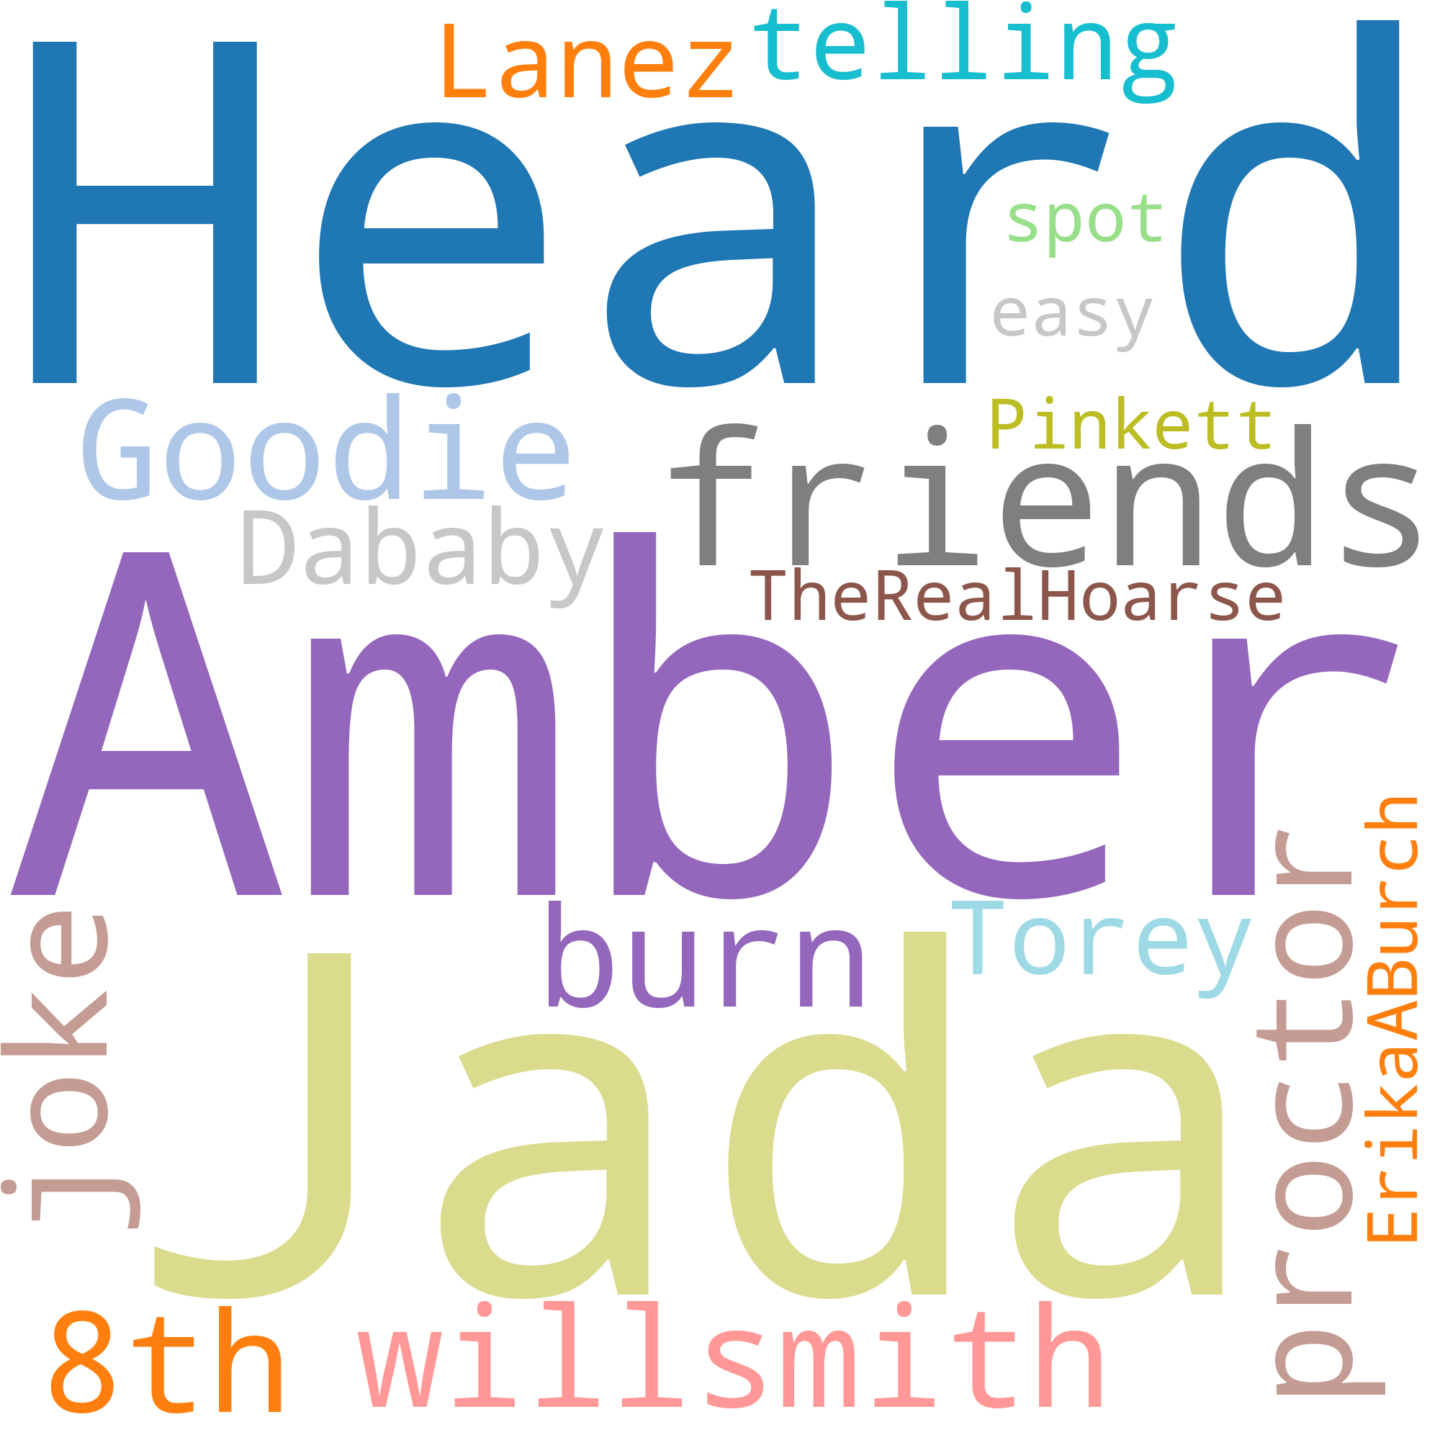 Lanez
telling
Heard
spot
easy
Goodie
Pinkett
friends
Dababy
TheRealHoarse
Amber
ErikaABurch
proctor
joke
burn
Torey
Jada
8th
willsmith